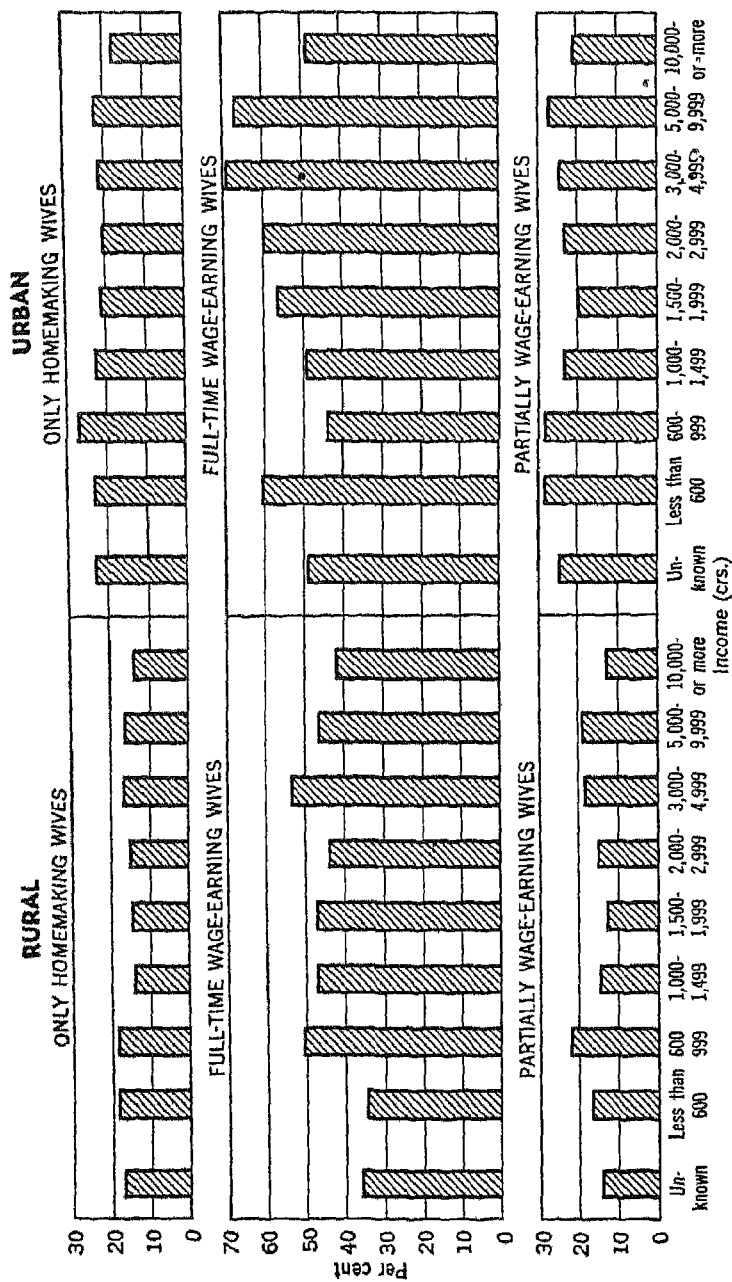 RURAL
URBAN
ONLY HOMEMAKING WIVES
ONLY HOMEMAKING WIVES
30
20
10
0
FULL-TIME WAGE-EARNING WIVES
FULL-TIME WAGE-EARNING WIVES
Per cent
70
60
50
40
30
20
10
0
PARTIALLY WAGE-EARNING WIVES
PARTIALLY WAGE-EARNING WIVES
30
20
10
0
Un- Less than 600 1,000- 1,500- 2,000- 3,000- 5,000- 10,000- Un- Less than 600- 1,000- 1,500- 2,000- 3,000- 5,000- 10,000-
known 600 999 1,499 1,999 2,999 4,999 9,999 or more known 600 999 1,499 1,999 2,999 4,999 9,999 or more
Income (crs.)